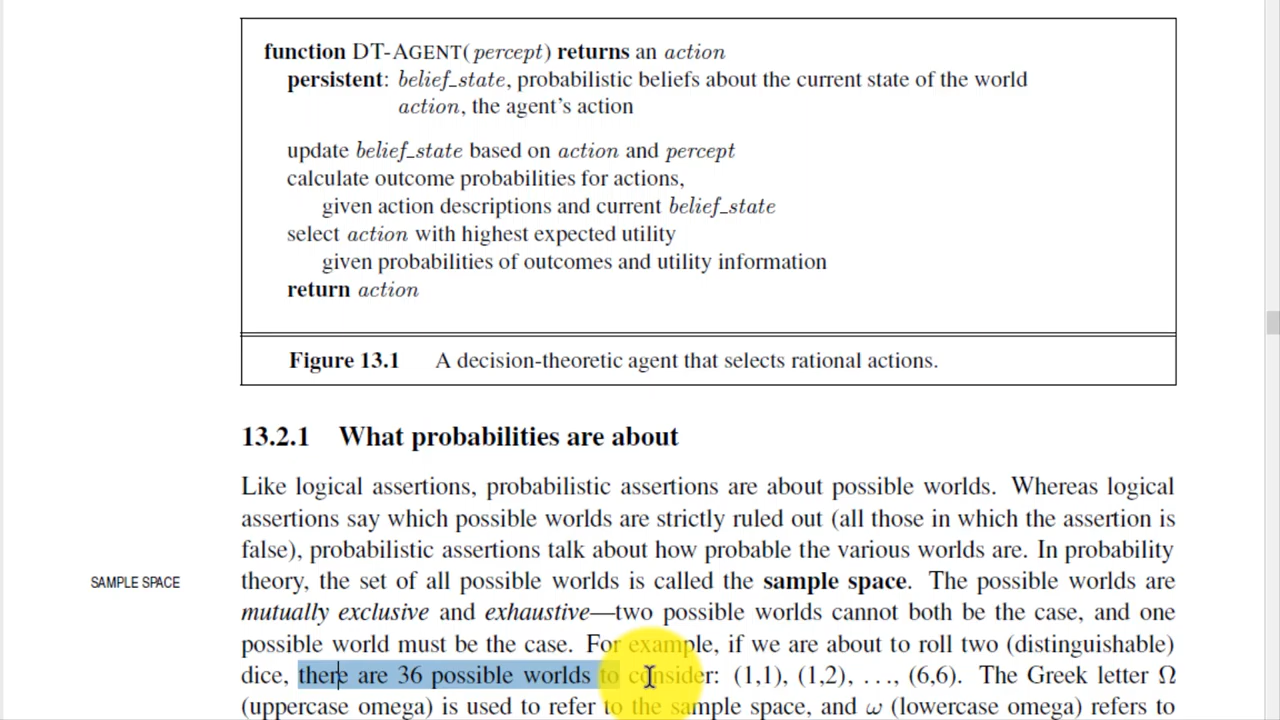 function DT-AGENT(percept) returns an action
persistent: belief_state, probabilistic beliefs about the current state of the world
action, the agent's action
update belief_state based on action and percept
calculate outcome probabilities for actions,
given action descriptions and current belief_state
select action with highest expected utility
given probabilities of outcomes and utility information
return action
Figure 13.1 A decision-theoretic agent that selects rational actions.
13.2.1 What probabilities are about
Like logical assertions, probabilistic assertions are about possible worlds. Whereas logical
assertions say which possible worlds are strictly ruled out (all those in which the assertion is
false), probabilistic assertions talk about how probable the various worlds are. In probability
SAMPLE SPACE
theory, the set of all possible worlds is called the sample space. The possible worlds are
mutually exclusive and exhaustive—two possible worlds cannot both be the case, and one
possible world must be the case. For example, if we are about to roll two (distinguishable)
dice, there are 36 possible worlds to consider: (1,1), (1,2), . . ., (6,6). The Greek letter Ω
(uppercase omega) is used to refer to the sample space, and ω (lowercase omega) refers to